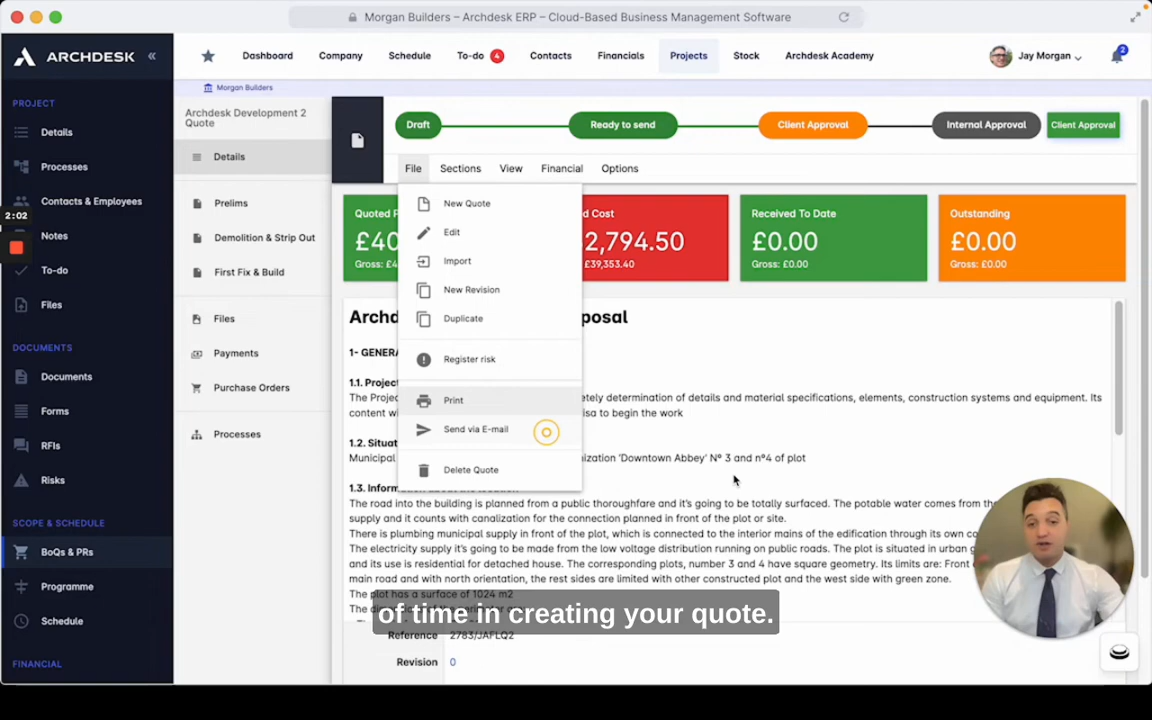 Morgan Builders – Archdesk ERP – Cloud-Based Business Management Software
ARCHDESK
Dashboard
Company
Schedule
To-do 4
Contacts
Financials
Projects
Stock
Archdesk Academy
Jay Morgan
2
Morgan Builders
PROJECT
Details
Processes
Contacts & Employees
2:02
Notes
To-do
Files
DOCUMENTS
Documents
Forms
RFIs
Risks
SCOPE & SCHEDULE
BoQs & PRs
Programme
Schedule
FINANCIAL
Archdesk Development 2
Quote
Details
Prelims
Demolition & Strip Out
First Fix & Build
Files
Payments
Purchase Orders
Processes
Draft
Ready to send
Client Approval
Internal Approval
Client Approval
File
Sections
View
Financial
Options
New Quote
Edit
Import
New Revision
Duplicate
Register risk
Print
Send via E-mail
Delete Quote
Quoted P
£40
Gross: £4
d Cost
2,794.50
£39,353.40
Received To Date
£0.00
Gross: £0.00
Outstanding
£0.00
Gross: £0.00
Archd posal
1- GENERA
1.1. Project
The Projec etely determination of details and material specifications, elements, construction systems and equipment. Its
content wi isa to begin the work
1.2. Situat
Municipal nization 'Downtown Abbey' Nº 3 and nº4 of plot
1.3. Inform
The road into the building is planned from a public thoroughfare and it's going to be totally surfaced. The potable water comes from the
supply and it counts with canalization for the connection planned in front of the plot or site.
There is plumbing municipal supply in front of the plot, which is connected to the interior mains of the edification through its own co
The electricity supply it's going to be made from the low voltage distribution running on public roads. The plot is situated in urban g
and its use is residential for detached house. The corresponding plots, number 3 and 4 have square geometry. Its limits are: Front
main road and with north orientation, the rest sides are limited with other constructed plot and the west side with green zone.
The plot has a surface of 1024 m2
of time in creating your quote.
Reference 2783/JAFLQ2
Revision 0